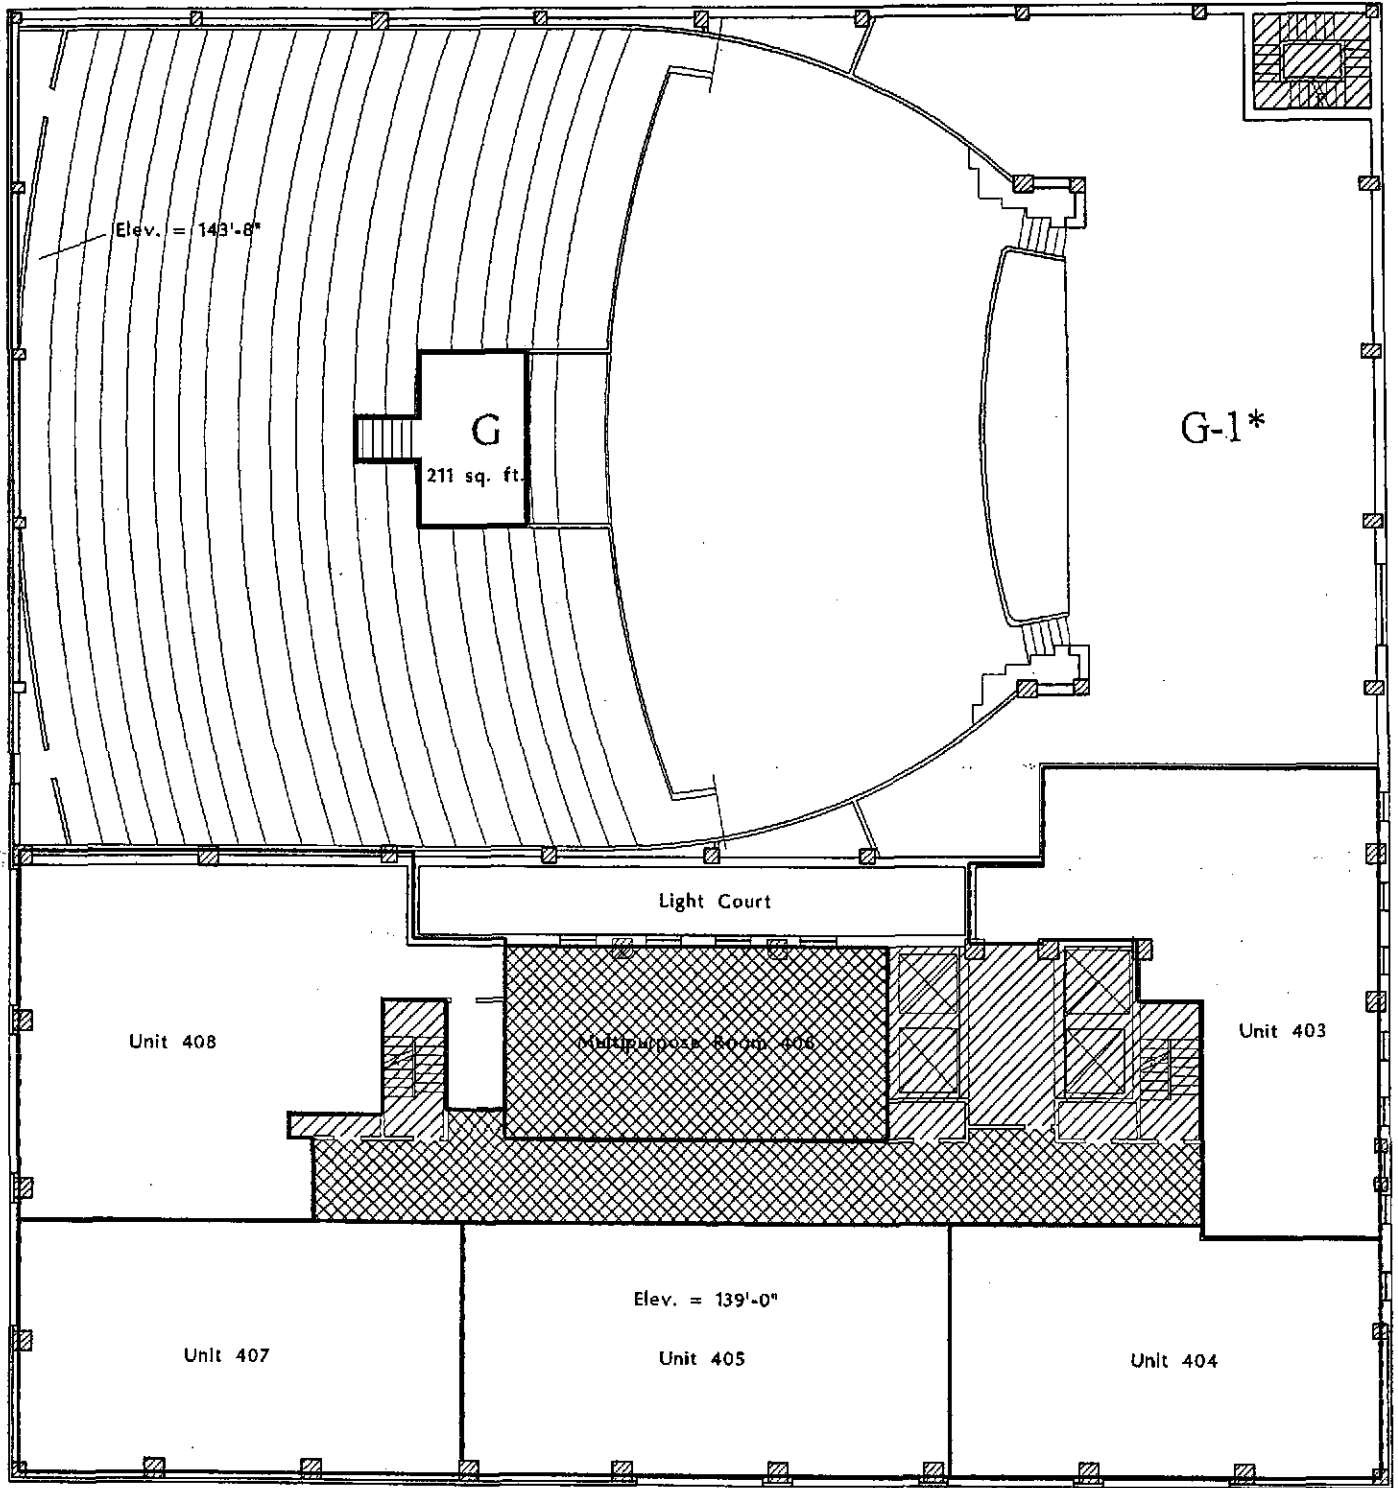 Elev. = 143'-8"
G
211 sq. ft.
G-1*
Light Court
Unit 408
Multipurpose Room 406
Unit 403
Elev. = 139'-0"
Unit 407
Unit 405
Unit 404